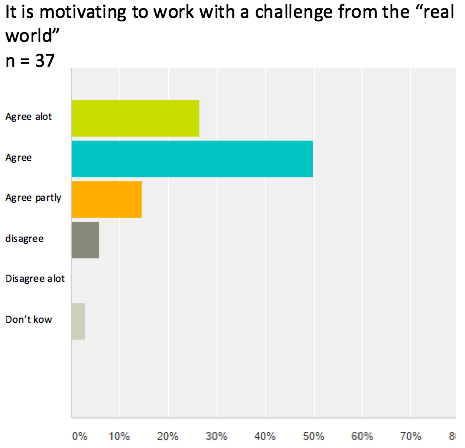 It is motivating to work with a challenge from the “real
world”
n = 37
Agree alot
Agree
Agree partly
disagree
Disagree alot
Don’t kow
0% 10% 20% 30% 40% 50% 60% 70% 8